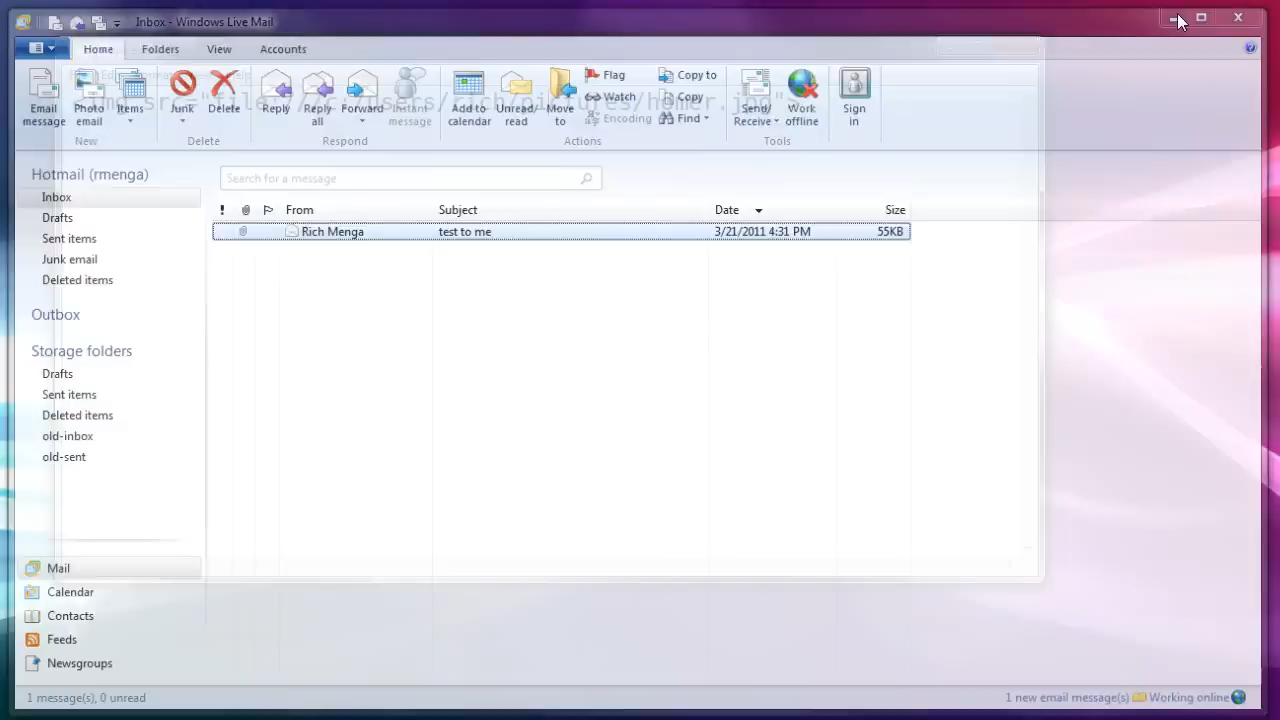 Inbox - Windows Live Mail
Home Folders View Accounts
Email message
Photo email
Items
Junk
Delete
Reply
Reply all
Forward
Instant message
Add to calendar
Unread/ read
Move to
Flag
Watch
Encoding
Copy to
Copy
Find
Send/ Receive
Work offline
Sign in
New Delete Respond Actions Tools
Hotmail (rmenga)
Search for a message
Inbox
! From Subject Date Size
Rich Menga test to me 3/21/2011 4:31 PM 55KB
Drafts
Sent items
Junk email
Deleted items
Outbox
Storage folders
Drafts
Sent items
Deleted items
old-inbox
old-sent
Mail
Calendar
Contacts
Feeds
Newsgroups
1 message(s), 0 unread
1 new email message(s) Working online